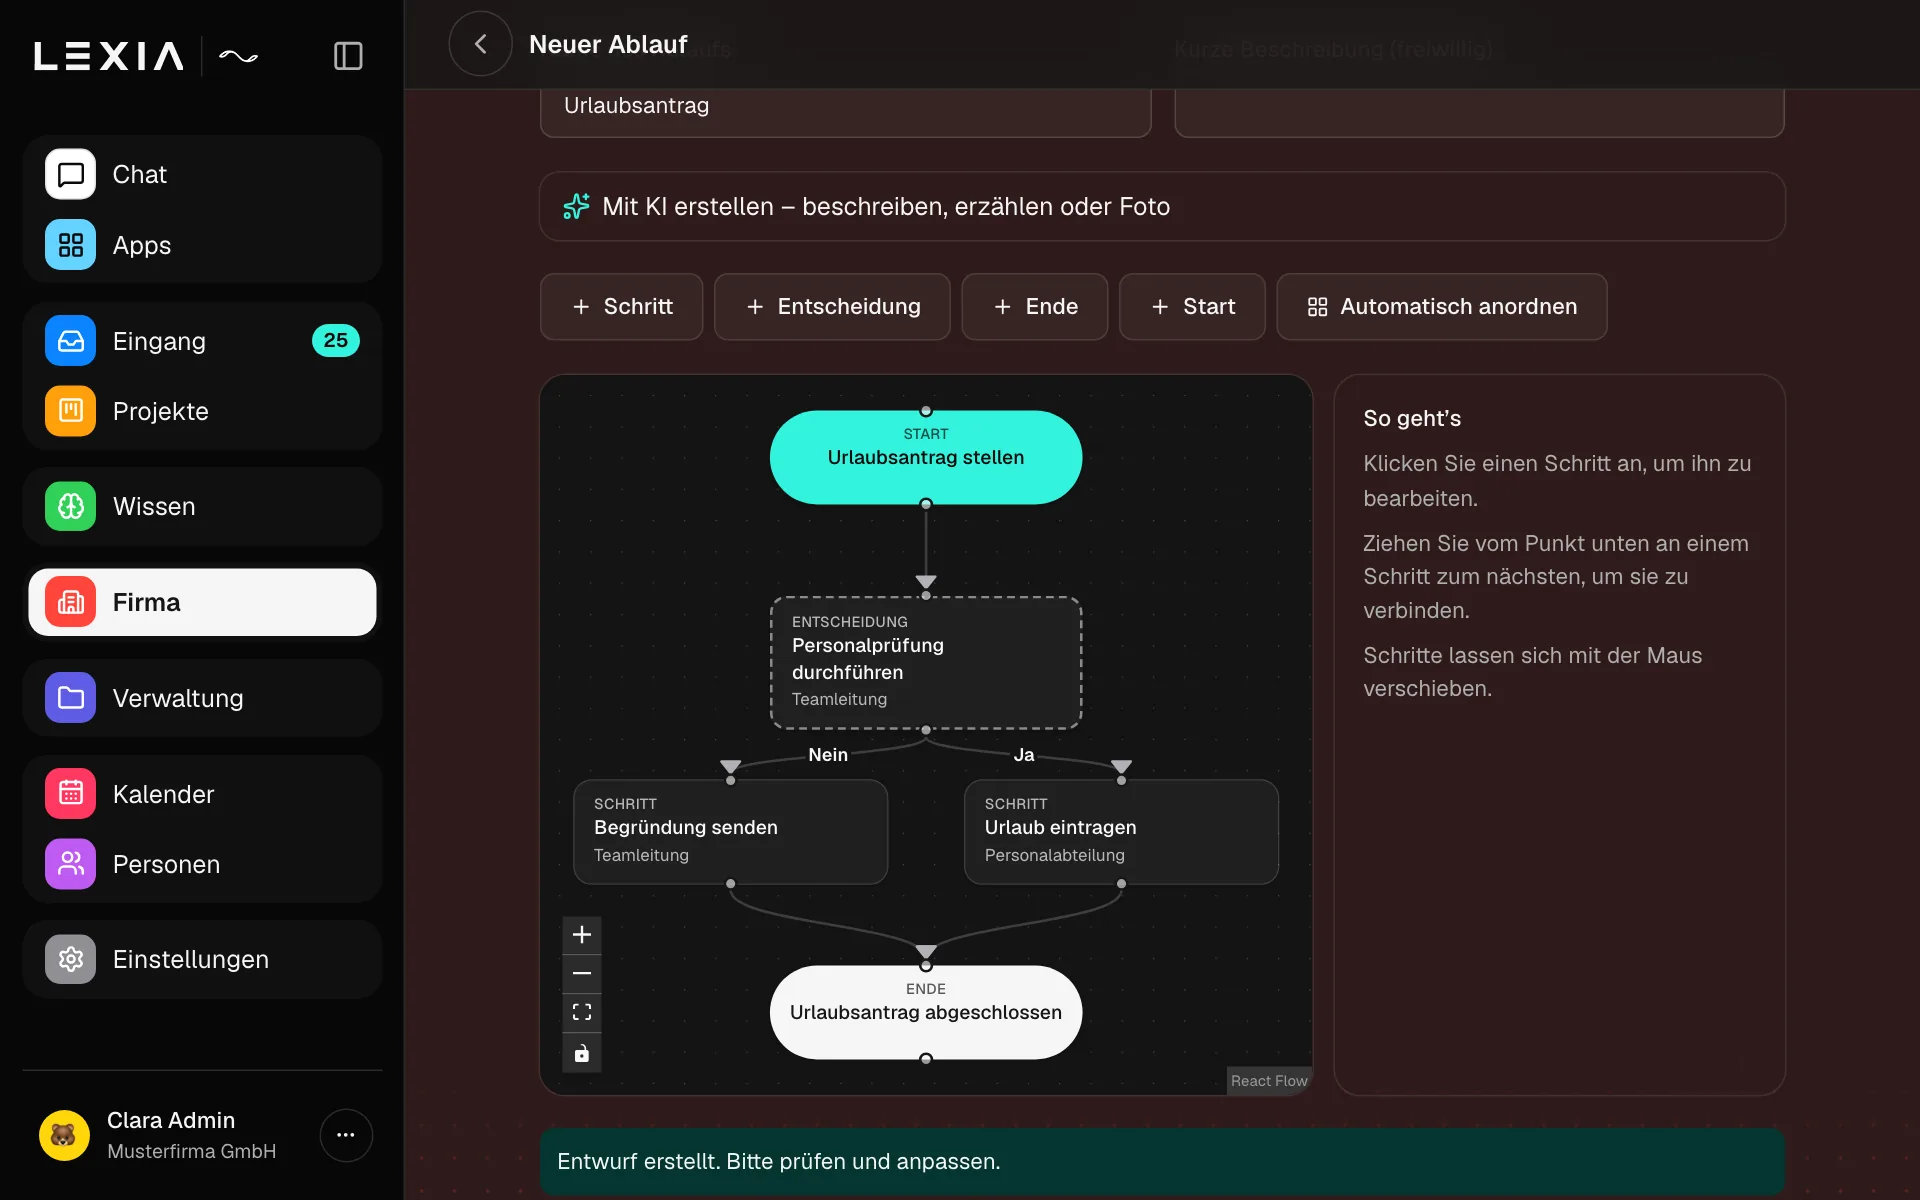 LEXIA
Neuer Ablauf
Kurze Beschreibung (freiwillig)
Urlaubsantrag
Mit KI erstellen – beschreiben, erzählen oder Foto
Schritt
Entscheidung
Ende
Start
Automatisch anordnen
Chat
Apps
Eingang
25
Projekte
Wissen
Firma
Verwaltung
Kalender
Personen
Einstellungen
Clara Admin
Musterfirma GmbH
START
Urlaubsantrag stellen
ENTSCHEIDUNG
Personalprüfung
durchführen
Teamleitung
Nein
Ja
SCHRITT
Begründung senden
Teamleitung
SCHRITT
Urlaub eintragen
Personalabteilung
ENDE
Urlaubsantrag abgeschlossen
React Flow
So geht’s
Klicken Sie einen Schritt an, um ihn zu
bearbeiten.
Ziehen Sie vom Punkt unten an einem
Schritt zum nächsten, um sie zu
verbinden.
Schritte lassen sich mit der Maus
verschieben.
Entwurf erstellt. Bitte prüfen und anpassen.